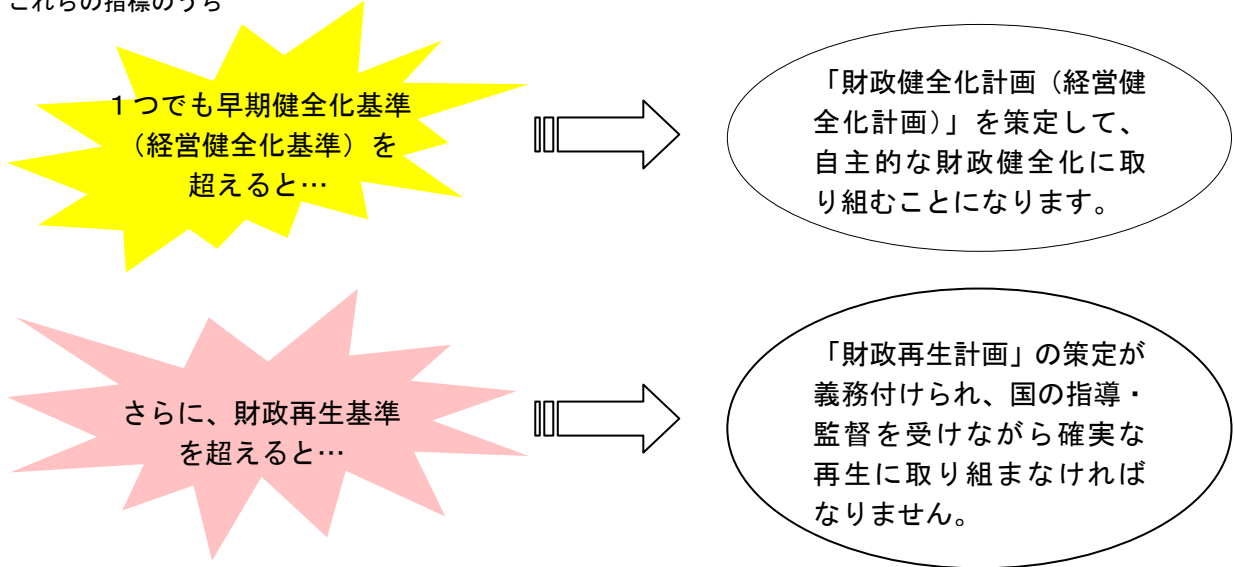 これらの指標のうち
１つでも早期健全化基準
（経営健全化基準）を
超えると…
「財政健全化計画（経営健
全化計画）」を策定して、
自主的な財政健全化に取
り組むことになります。
さらに、財政再生基準
を超えると…
「財政再生計画」の策定が
義務付けられ、国の指導・
監督を受けながら確実な
再生に取り組まなければ
なりません。